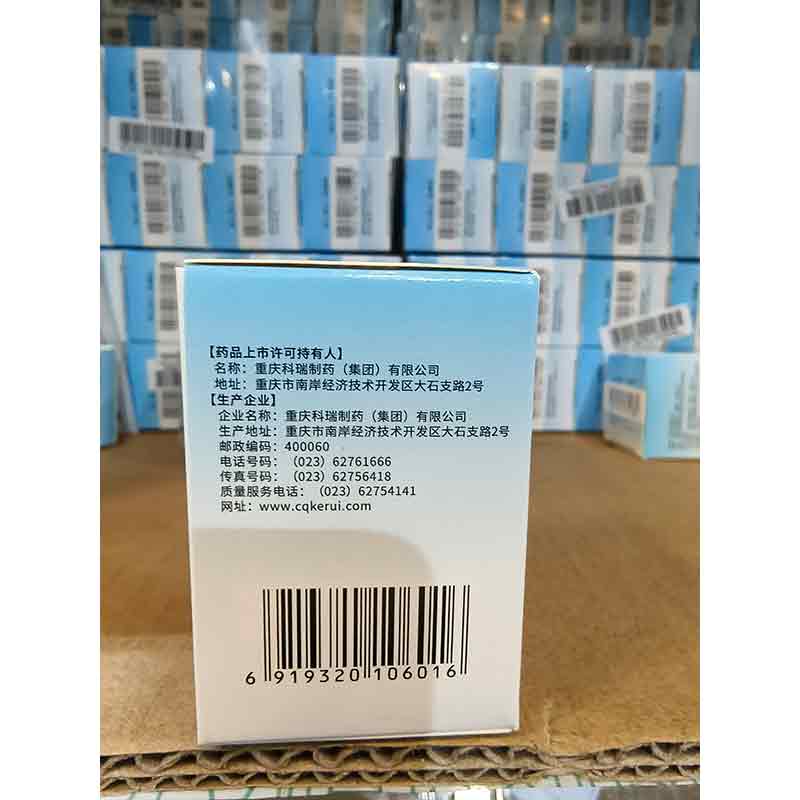 【药品上市许可持有人】
名称：重庆科瑞制药（集团）有限公司
地址：重庆市南岸经济技术开发区大石支路2号
【生产企业】
企业名称：重庆科瑞制药（集团）有限公司
生产地址：重庆市南岸经济技术开发区大石支路2号
邮政编码：400060
电话号码：（023）62761666
传真号码：（023）62756418
质量服务电话：（023）62754141
网址：www.cqkerui.com
6 919320 106016